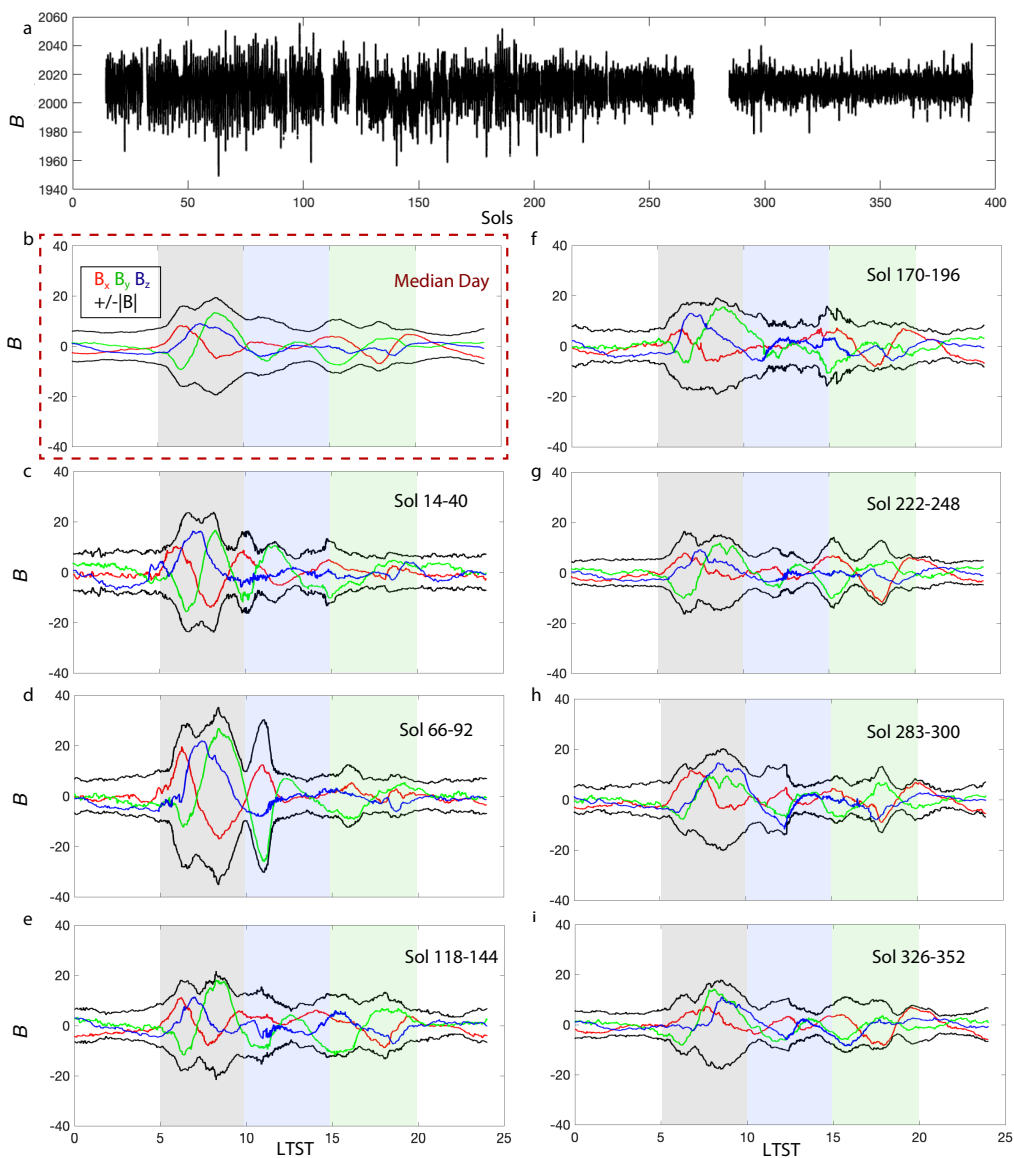 a
2060
2040
2020
2000
1980
1960
1940
B
0 50 100 150 200 250 300 350 400
Sols
b
40
20
0
-20
-40
B
Bx By Bz
+/-|B|
Median Day
f
40
20
0
-20
-40
Sol 170-196
c
40
20
0
-20
-40
B
Sol 14-40
g
40
20
0
-20
-40
Sol 222-248
d
40
20
0
-20
-40
B
Sol 66-92
h
40
20
0
-20
-40
Sol 283-300
e
40
20
0
-20
-40
B
Sol 118-144
0 5 10 15 20 25
LTST
i
40
20
0
-20
-40
Sol 326-352
0 5 10 15 20 25
LTST